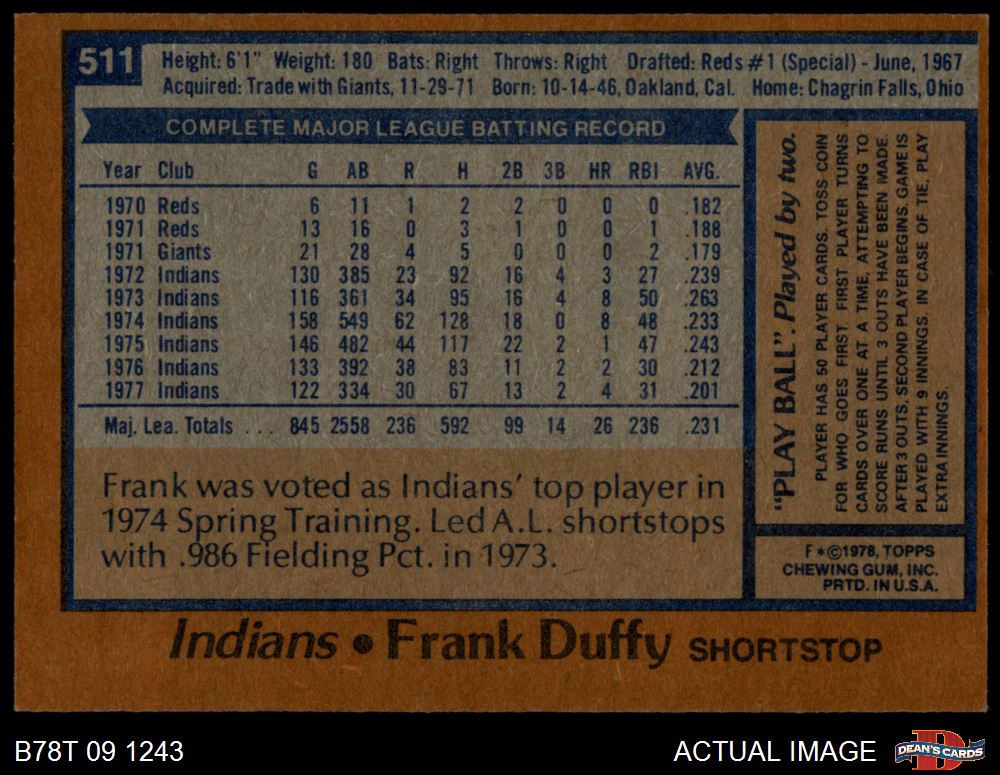 511
Height: 6'1" Weight: 180 Bats: Right Throws: Right Drafted: Reds #1 (Special) - June, 1967
Acquired: Trade with Giants, 11-29-71 Born: 10-14-46, Oakland, Cal. Home: Chagrin Falls, Ohio
COMPLETE MAJOR LEAGUE BATTING RECORD
Year Club G AB R H 2B 3B HR RBI AVG.
1970 Reds 6 11 1 2 2 0 0 0 .182
1971 Reds 13 16 0 3 1 0 0 1 .188
1971 Giants 21 28 4 5 0 0 0 2 .179
1972 Indians 130 385 23 92 16 4 3 27 .239
1973 Indians 116 361 34 95 16 4 8 50 .263
1974 Indians 158 549 62 128 18 0 8 48 .233
1975 Indians 146 482 44 117 22 2 1 47 .243
1976 Indians 133 392 38 83 11 2 2 30 .212
1977 Indians 122 334 30 67 13 2 4 31 .201
Maj. Lea. Totals ... 845 2558 236 592 99 14 26 236 .231
Frank was voted as Indians' top player in
1974 Spring Training. Led A.L. shortstops
with .986 Fielding Pct. in 1973.
"PLAY BALL". Played by two.
PLAYER HAS 50 PLAYER CARDS. TOSS COIN
FOR WHO GOES FIRST. FIRST PLAYER TURNS
CARDS OVER ONE AT A TIME, ATTEMPTING TO
SCORE RUNS UNTIL 3 OUTS HAVE BEEN MADE.
AFTER 3 OUTS, SECOND PLAYER BEGINS. GAME IS
PLAYED WITH 9 INNINGS. IN CASE OF TIE, PLAY
EXTRA INNINGS.
F*©1978, TOPPS
CHEWING GUM, INC.
PRTD. IN U.S.A.
Indians • Frank Duffy SHORTSTOP
B78T 09 1243
ACTUAL IMAGE
D
DEAN'S CARDS